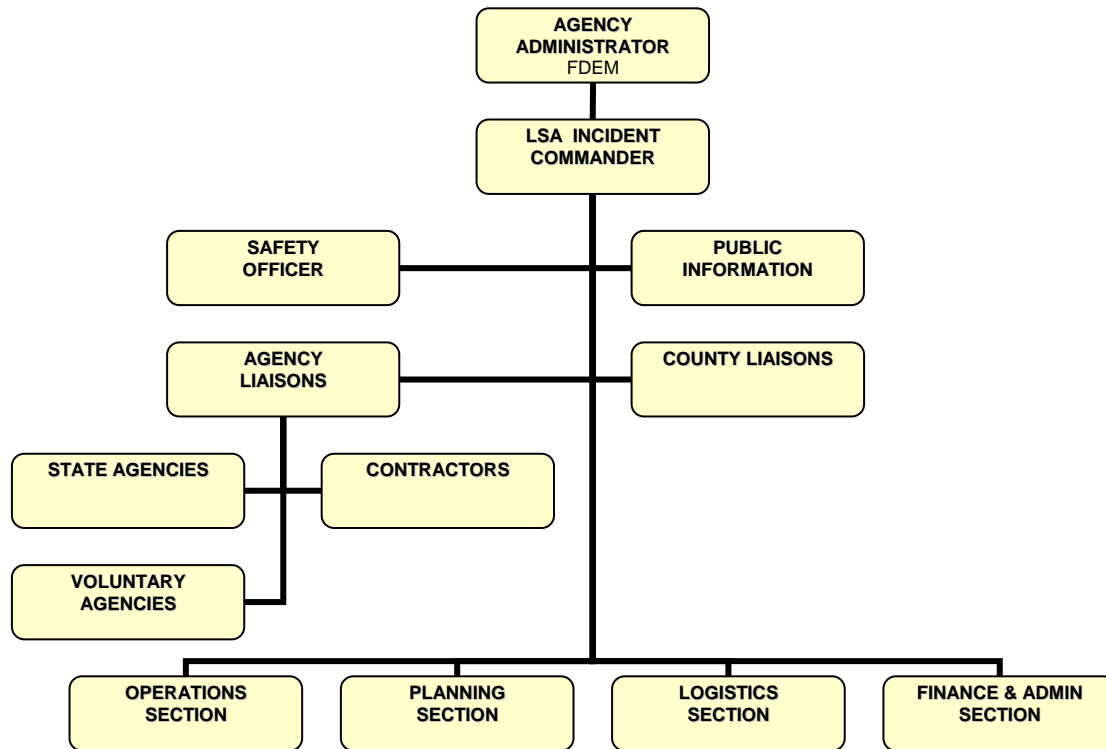 AGENCY
ADMINISTRATOR
FDEM
LSA INCIDENT
COMMANDER
SAFETY
OFFICER
PUBLIC
INFORMATION
AGENCY
LIAISONS
COUNTY LIAISONS
STATE AGENCIES
CONTRACTORS
VOLUNTARY
AGENCIES
OPERATIONS
SECTION
PLANNING
SECTION
LOGISTICS
SECTION
FINANCE & ADMIN
SECTION